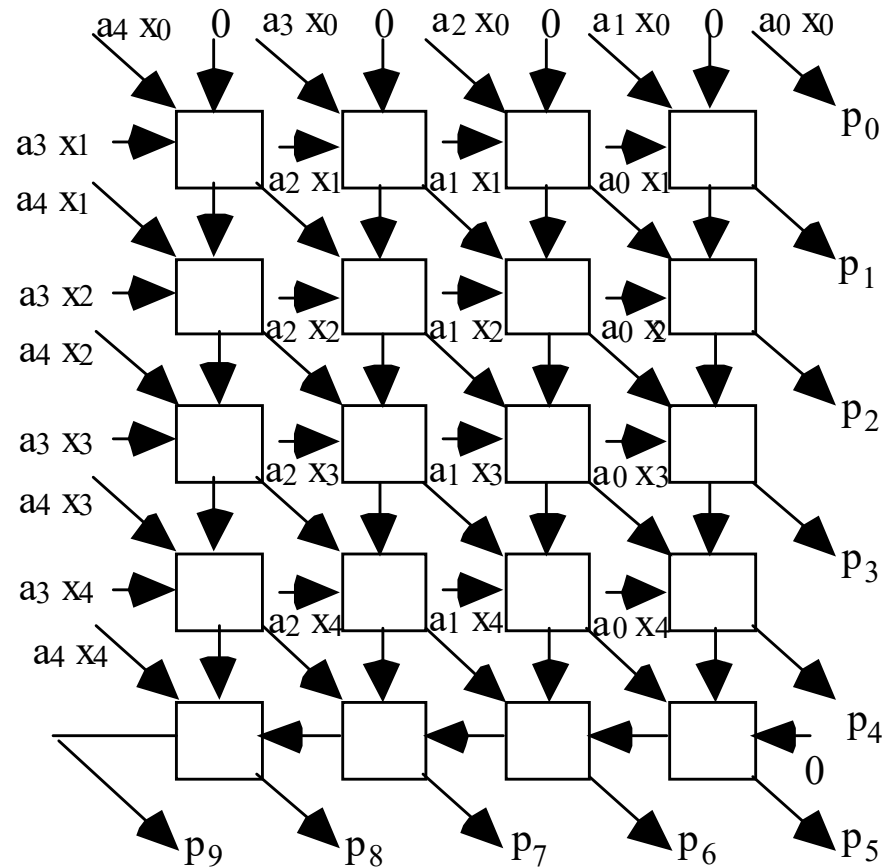 a4 x0 0 a3 x0 0 a2 x0 0 a1 x0 0 a0 x0
p0
a3 x1 a2 x1 a1 x1 a0 x1
a4 x1
p1
a3 x2 a2 x2 a1 x2 a0 x2
a4 x2
p2
a3 x3 a2 x3 a1 x3 a0 x3
a4 x3
p3
a3 x4 a2 x4 a1 x4 a0 x4
a4 x4
p4
0
p9 p8 p7 p6 p5